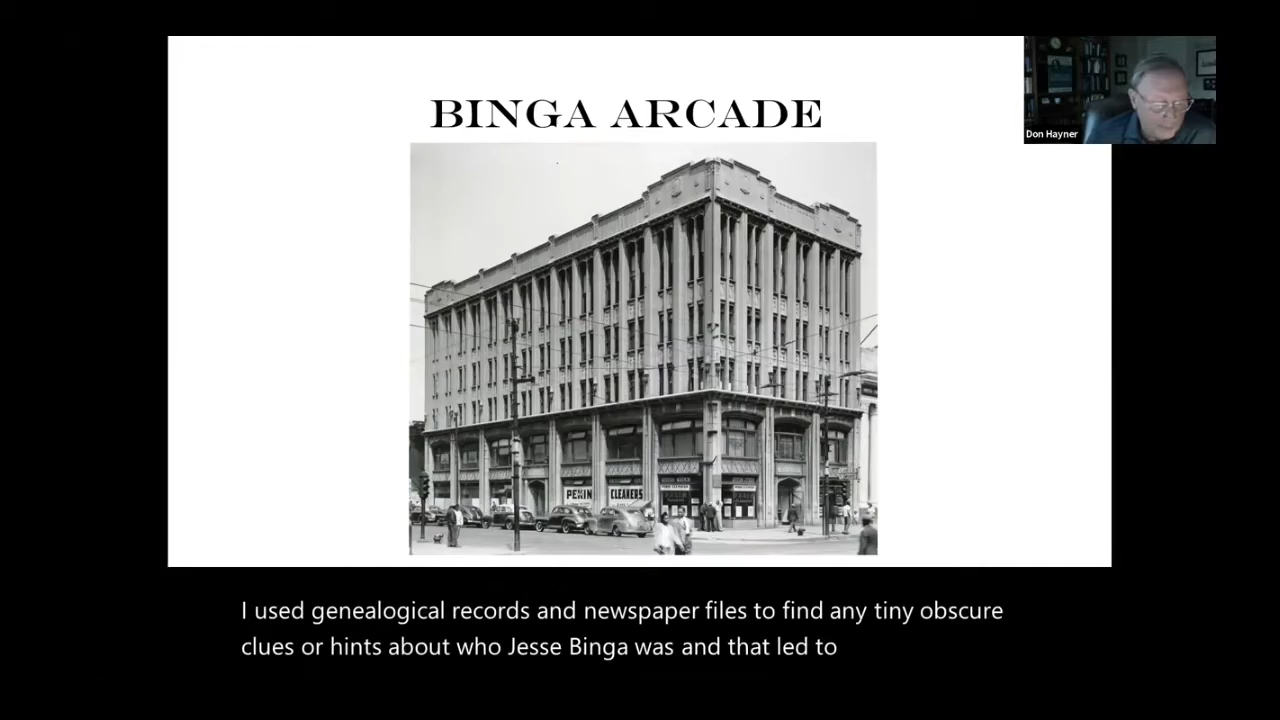 BINGA ARCADE
Don Hayner
PEKIN CLEANERS
I used genealogical records and newspaper files to find any tiny obscure
clues or hints about who Jesse Binga was and that led to